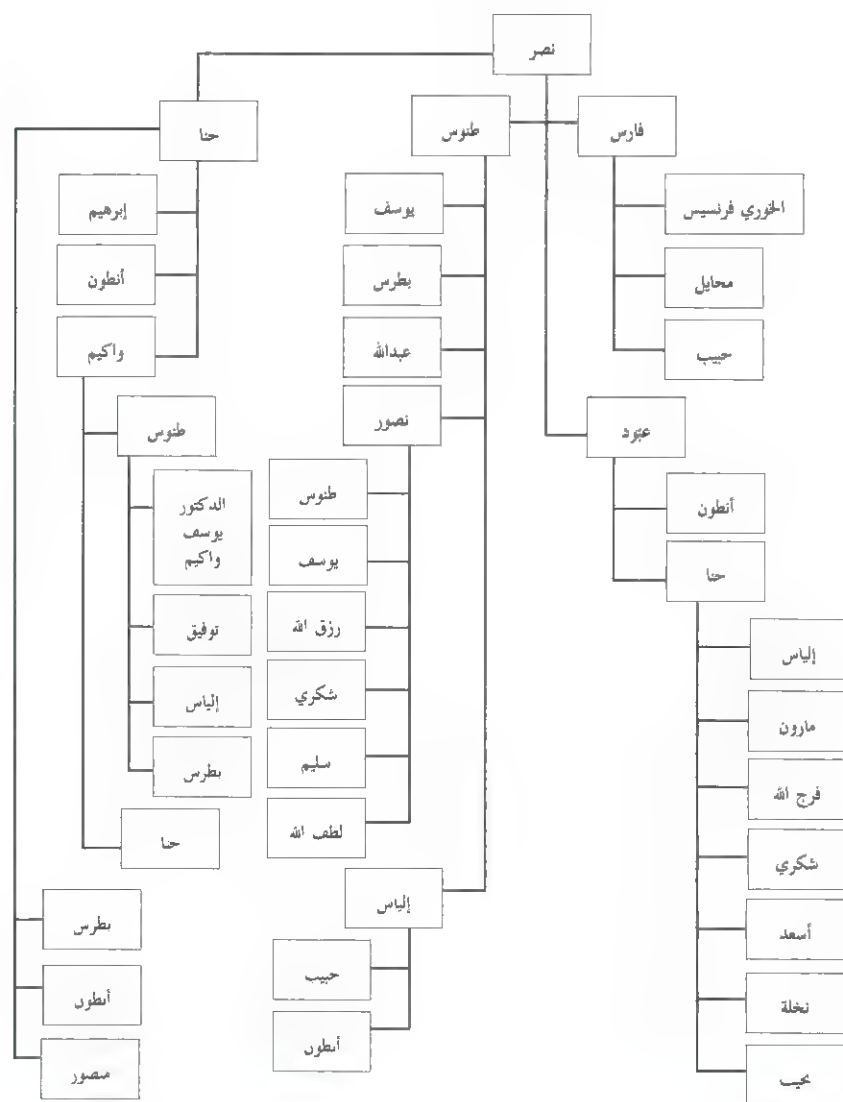 نصر
فارس
الخوري فرنسيس
محايل
حبيب
عبّود
أنطون
حنا
إلياس
مارون
فرج الله
شكري
أسعد
نخلة
نجيب
طنوس
يوسف
بطرس
عبدالله
نصور
طنوس
يوسف
رزق الله
شكري
سليم
لطف الله
إلياس
حبيب
أنطون
حنا
إبرهيم
أنطون
واكيم
طنوس
الدكتور
يوسف
واكيم
توفيق
إلياس
بطرس
حنا
بطرس
أنطون
منصور